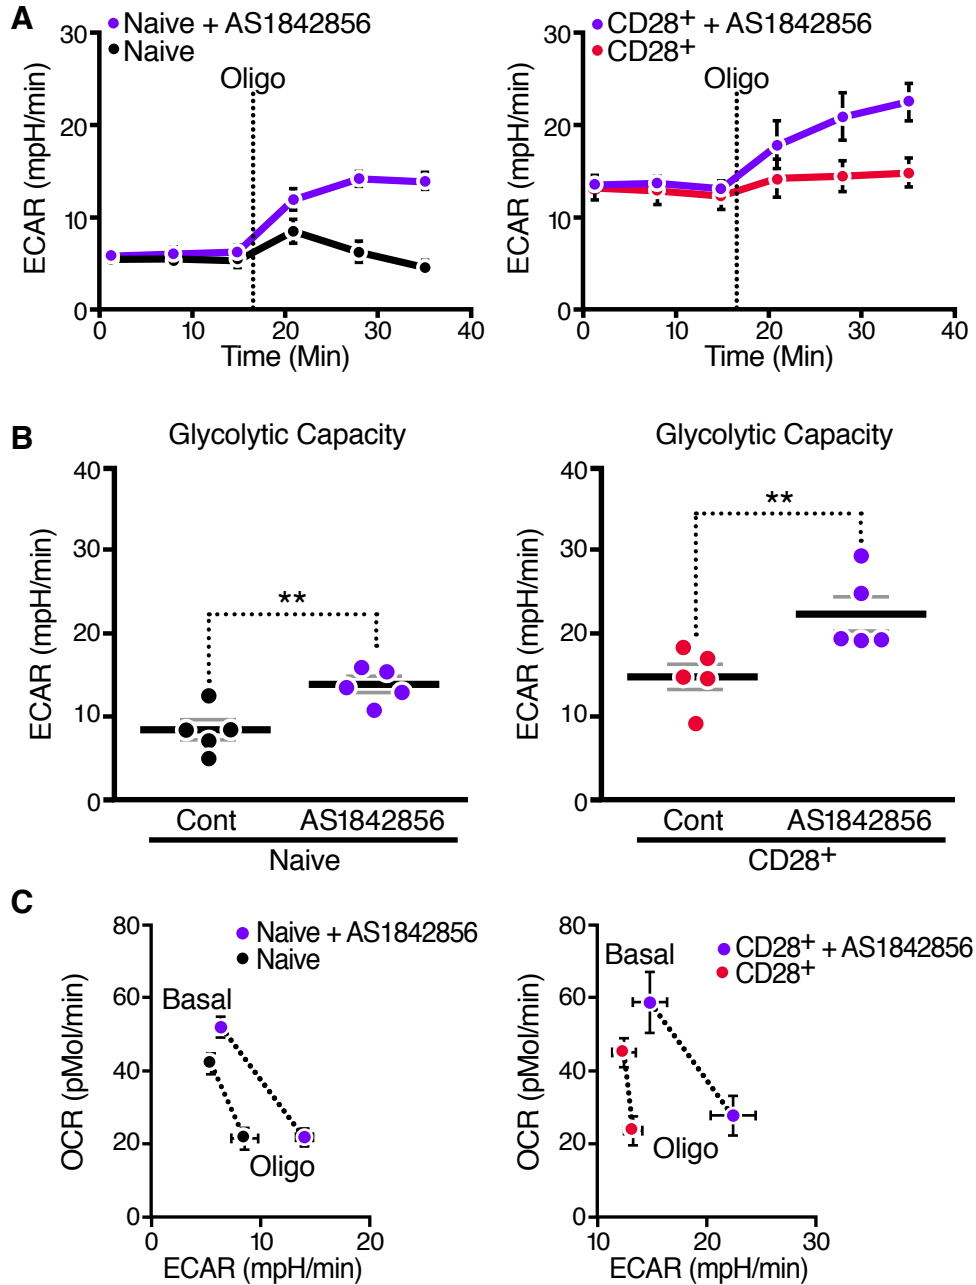 A
Naive + AS1842856
Naive
Oligo
ECAR (mpH/min)
30
20
10
0
0 10 20 30 40
Time (Min)
CD28+ + AS1842856
CD28+
Oligo
ECAR (mpH/min)
30
20
10
0
0 10 20 30 40
Time (Min)
B
Glycolytic Capacity
ECAR (mpH/min)
40
30
20
10
0
**
Cont AS1842856
Naive
Glycolytic Capacity
ECAR (mpH/min)
40
30
20
10
0
**
Cont AS1842856
CD28+
C
Naive + AS1842856
Naive
Basal
Oligo
OCR (pMol/min)
80
60
40
20
0
0 10 20
ECAR (mpH/min)
CD28+ + AS1842856
CD28+
Basal
Oligo
OCR (pMol/min)
80
60
40
20
0
10 20 30
ECAR (mpH/min)